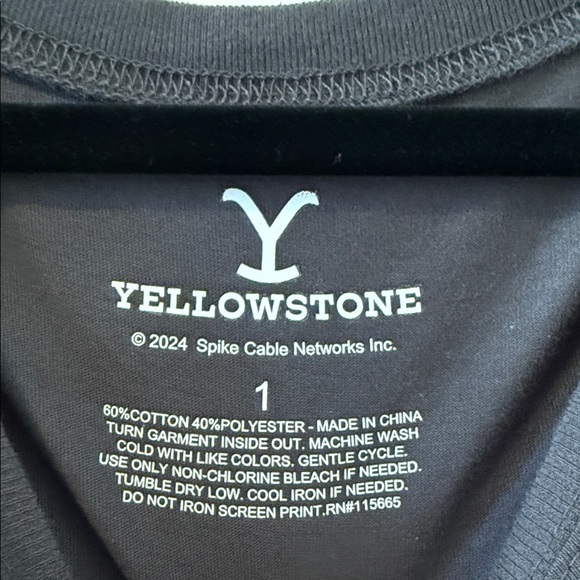 Y
YELLOWSTONE
© 2024 Spike Cable Networks Inc.
1
60%COTTON 40%POLYESTER - MADE IN CHINA
TURN GARMENT INSIDE OUT. MACHINE WASH
COLD WITH LIKE COLORS. GENTLE CYCLE.
USE ONLY NON-CHLORINE BLEACH IF NEEDED.
TUMBLE DRY LOW. COOL IRON IF NEEDED.
DO NOT IRON SCREEN PRINT.RN#115665